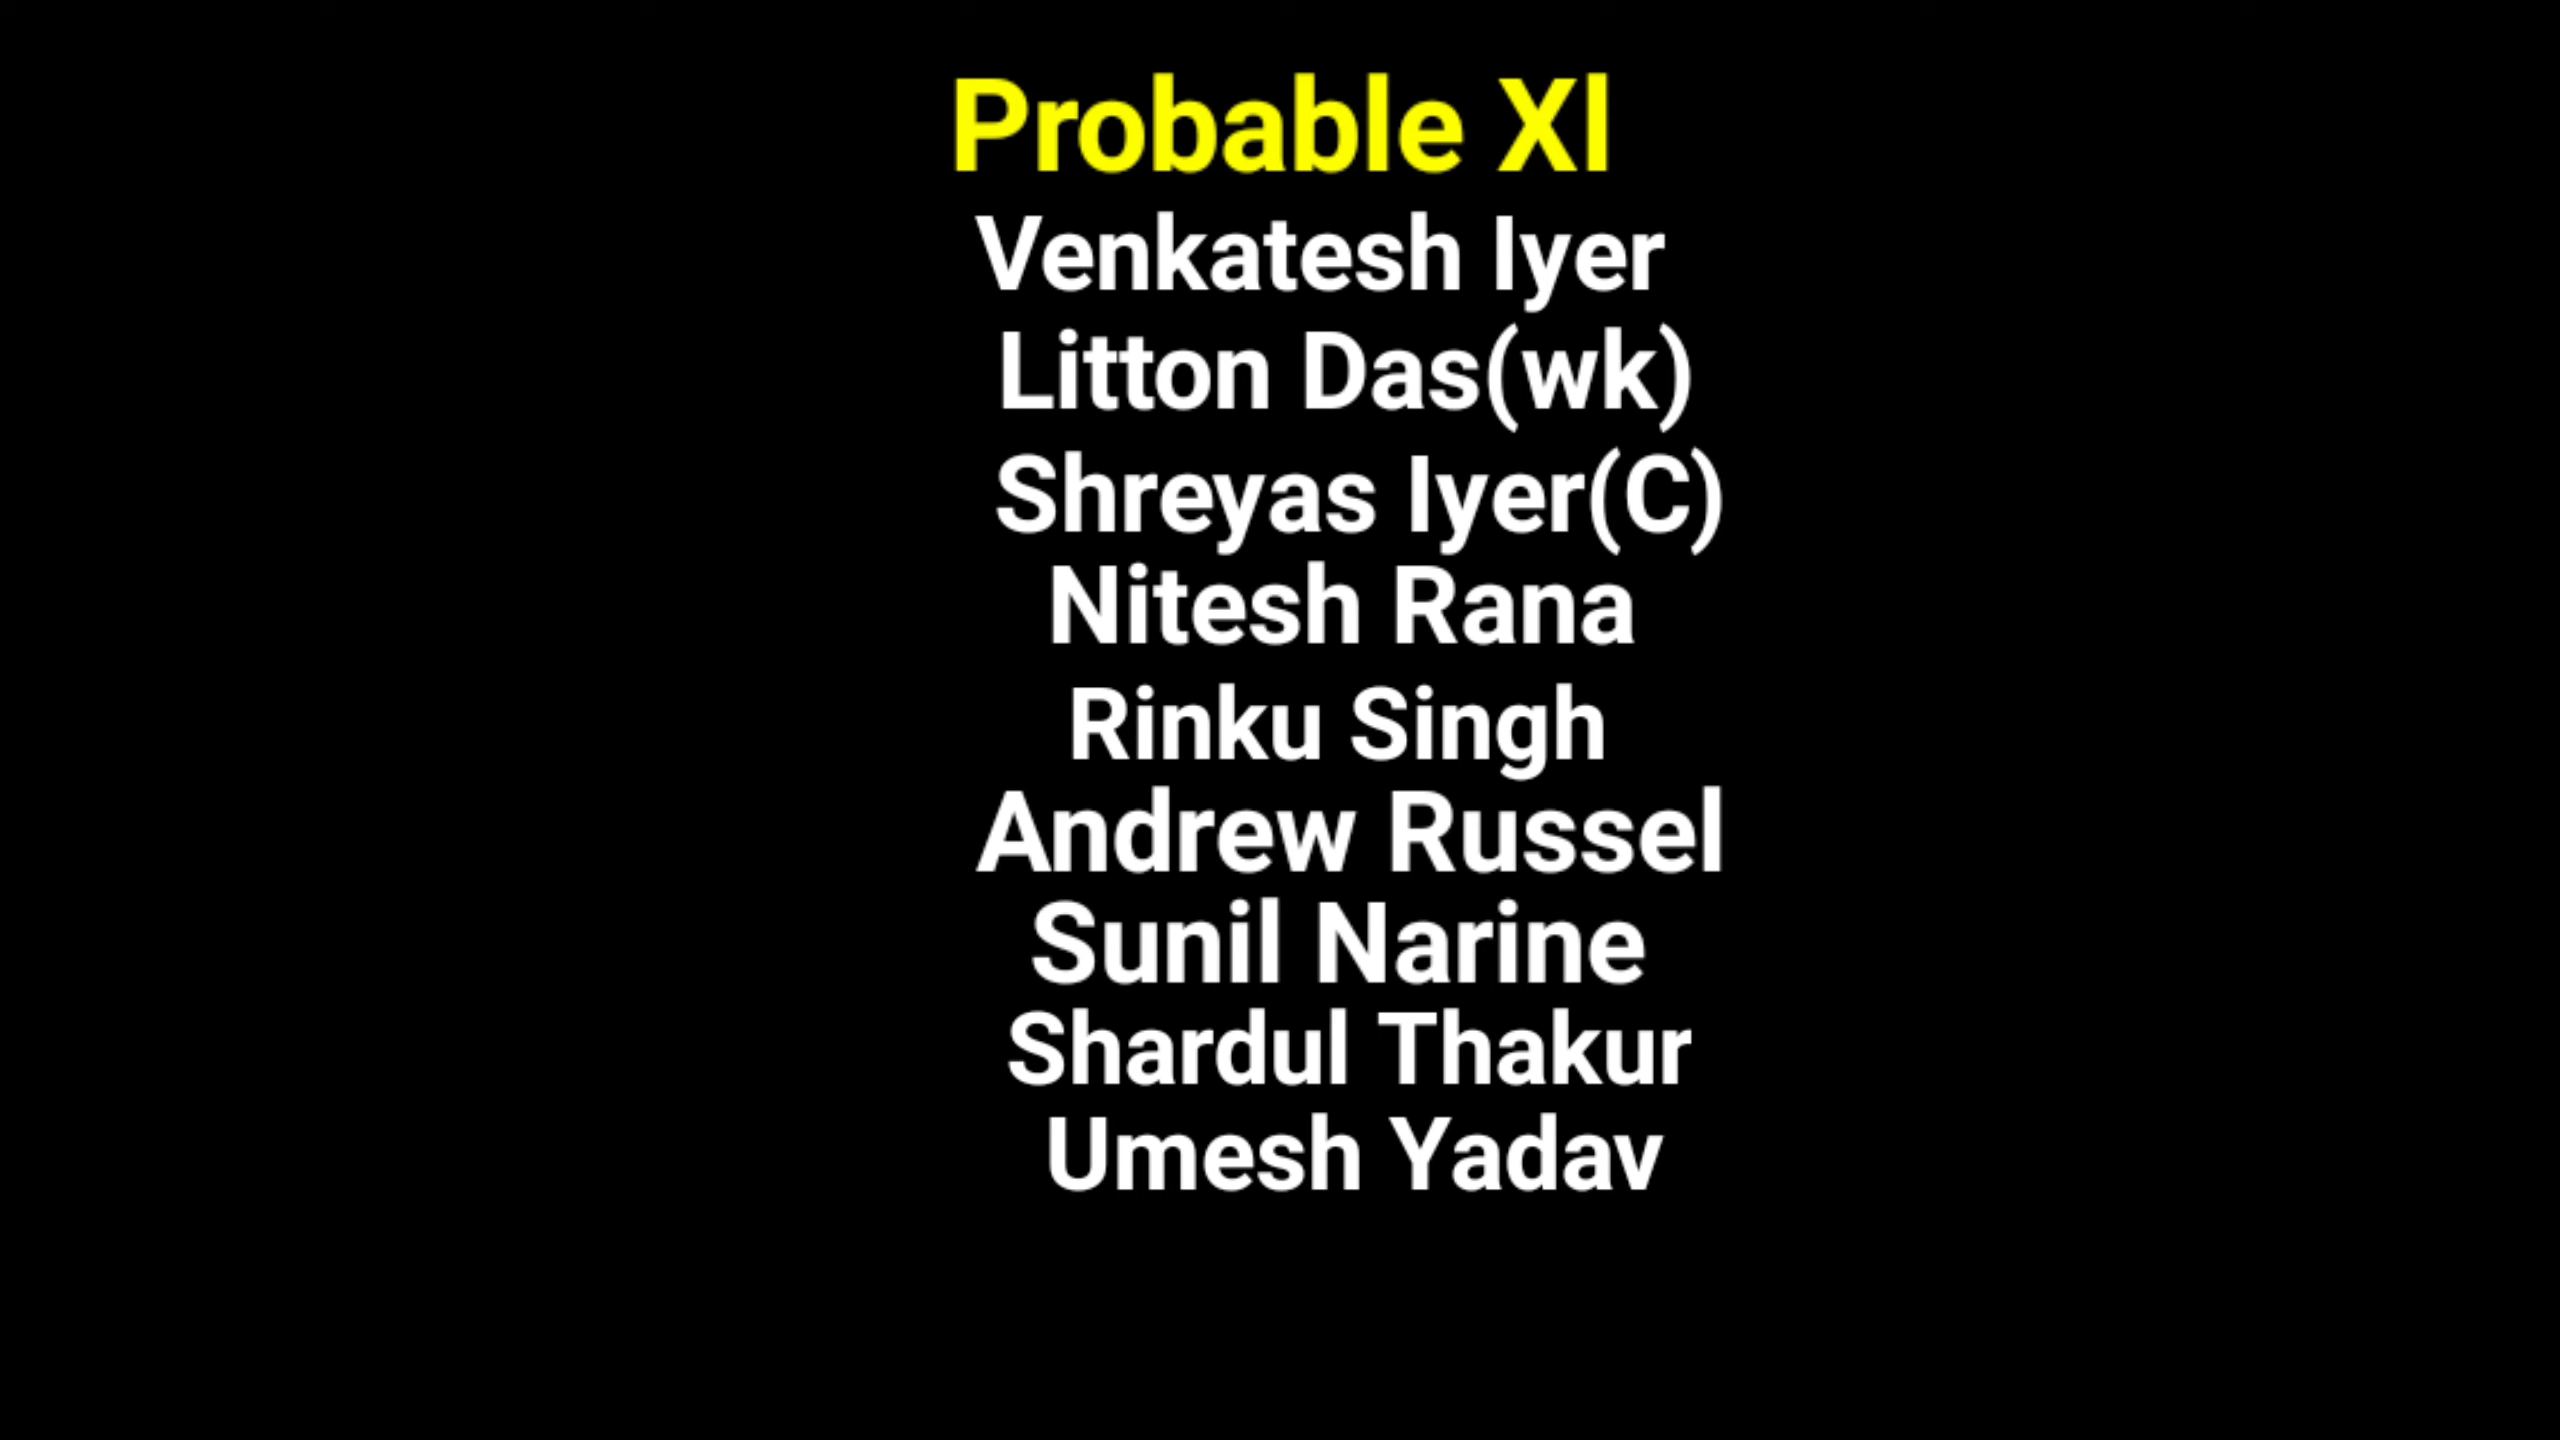 Probable XI
Venkatesh Iyer
Litton Das(wk)
Shreyas Iyer(C)
Nitesh Rana
Rinku Singh
Andrew Russel
Sunil Narine
Shardul Thakur
Umesh Yadav